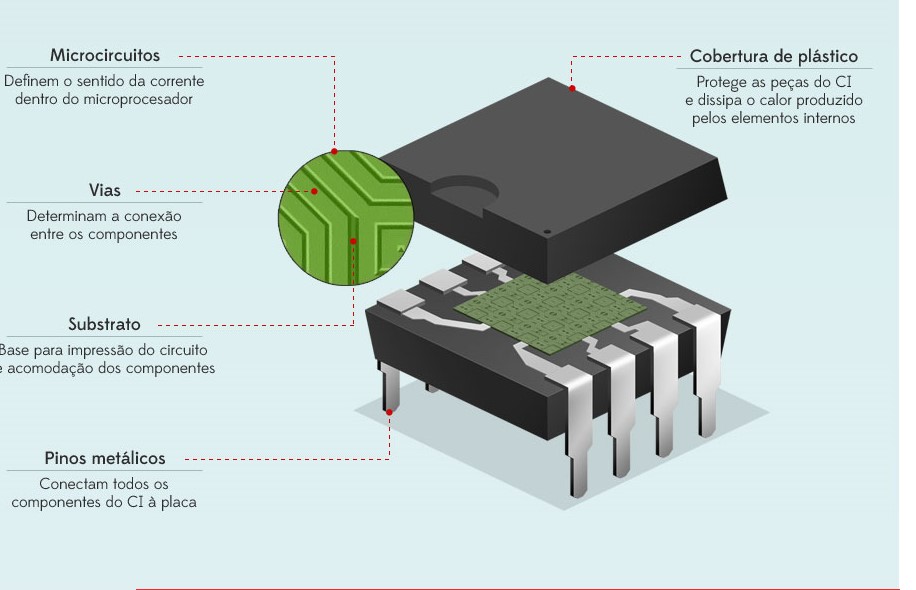 Microcircuitos
Definem o sentido da corrente
dentro do microprocesador
Vias
Determinam a conexão
entre os componentes
Substrato
Base para impressão do circuito
e acomodação dos componentes
Pinos metálicos
Conectam todos os
componentes do CI à placa
Cobertura de plástico
Protege as peças do CI
e dissipa o calor produzido
pelos elementos internos